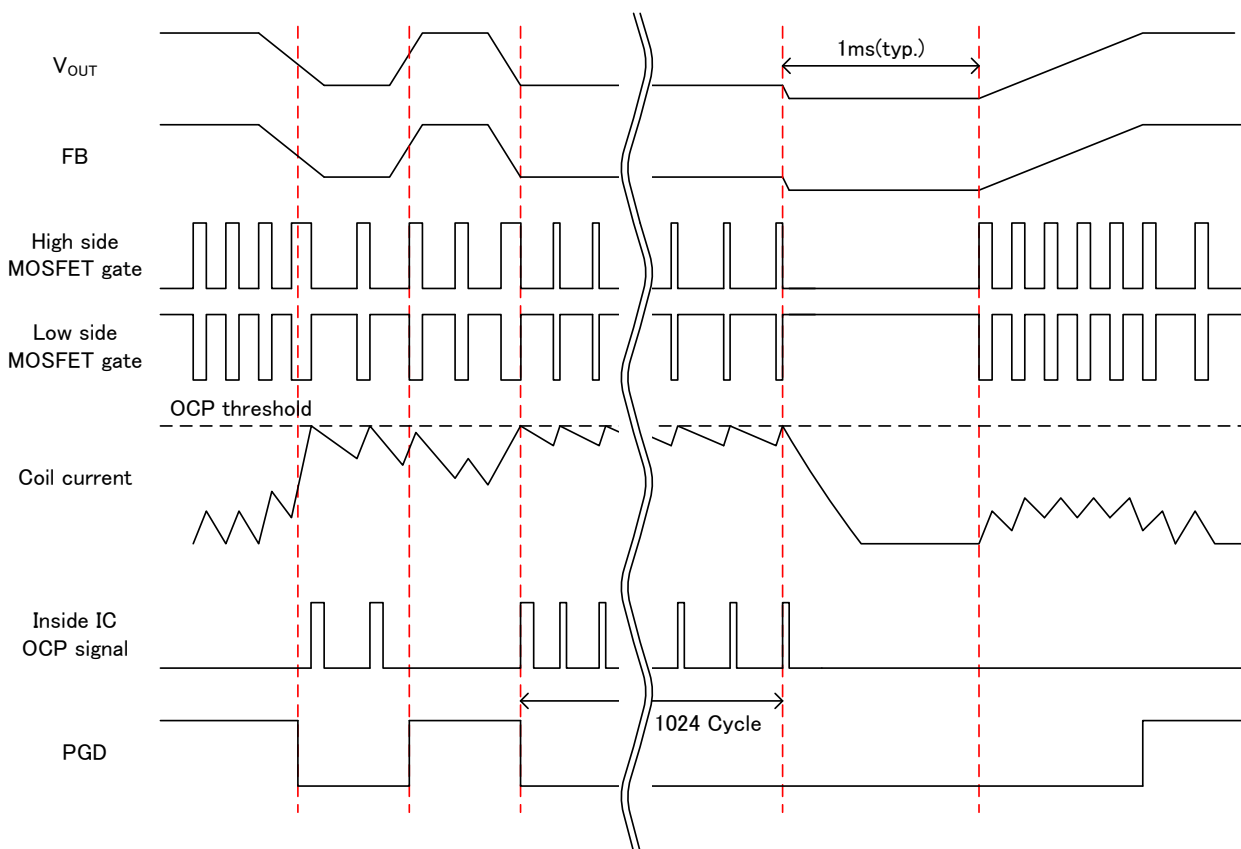 1ms(typ.)
VOUT
FB
High side
MOSFET gate
Low side
MOSFET gate
OCP threshold
Coil current
Inside IC
OCP signal
1024 Cycle
PGD